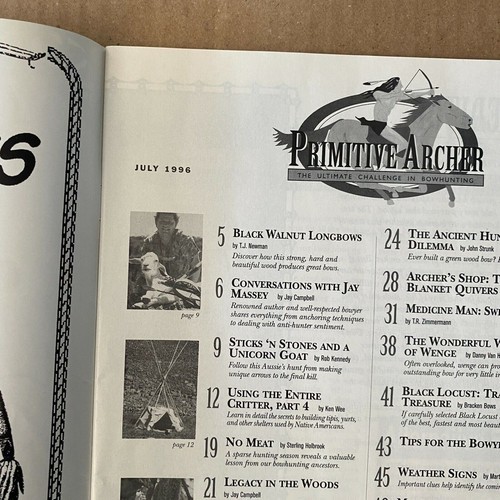 S
PRIMITIVE ARCHER
THE ULTIMATE CHALLENGE IN BOWHUNTING
JULY 1996
page 9
page 12
5 BLACK WALNUT LONGBOWS
by T.J. Newman
Discover how this strong, hard and
beautiful wood produces great bows.
6 CONVERSATIONS WITH JAY
MASSEY by Jay Campbell
Renowned author and well-respected bowyer
shares everything from anchoring techniques
to dealing with anti-hunter sentiment.
9 STICKS 'N STONES AND A
UNICORN GOAT by Rob Kennedy
Follow this Aussie's hunt from making
unique arrows to the final kill.
12 USING THE ENTIRE
CRITTER, PART 4 by Ken Wee
Learn in detail the secrets to building tipis, yurts,
and other shelters used by Native Americans.
19 NO MEAT by Sterling Holbrook
A sparse hunting season reveals a valuable
lesson from our bowhunting ancestors.
21 LEGACY IN THE WOODS
by Jay Campbell
24 THE ANCIENT HUN
DILEMMA by John Strunk
Ever built a green wood bow?
28 ARCHER'S SHOP: T
BLANKET QUIVERS
31 MEDICINE MAN: SW
by T.R. Zimmermann
38 THE WONDERFUL W
OF WENGE by Danny Van H
Often overlooked, wenge can pro
outstanding bow for very little
41 BLACK LOCUST: TRA
TREASURE by Bracken Bows
If carefully selected Black Locust
of the best, fastest and most beau
43 TIPS FOR THE BOWY
45 WEATHER SIGNS by Mar
Important clues help identify the com